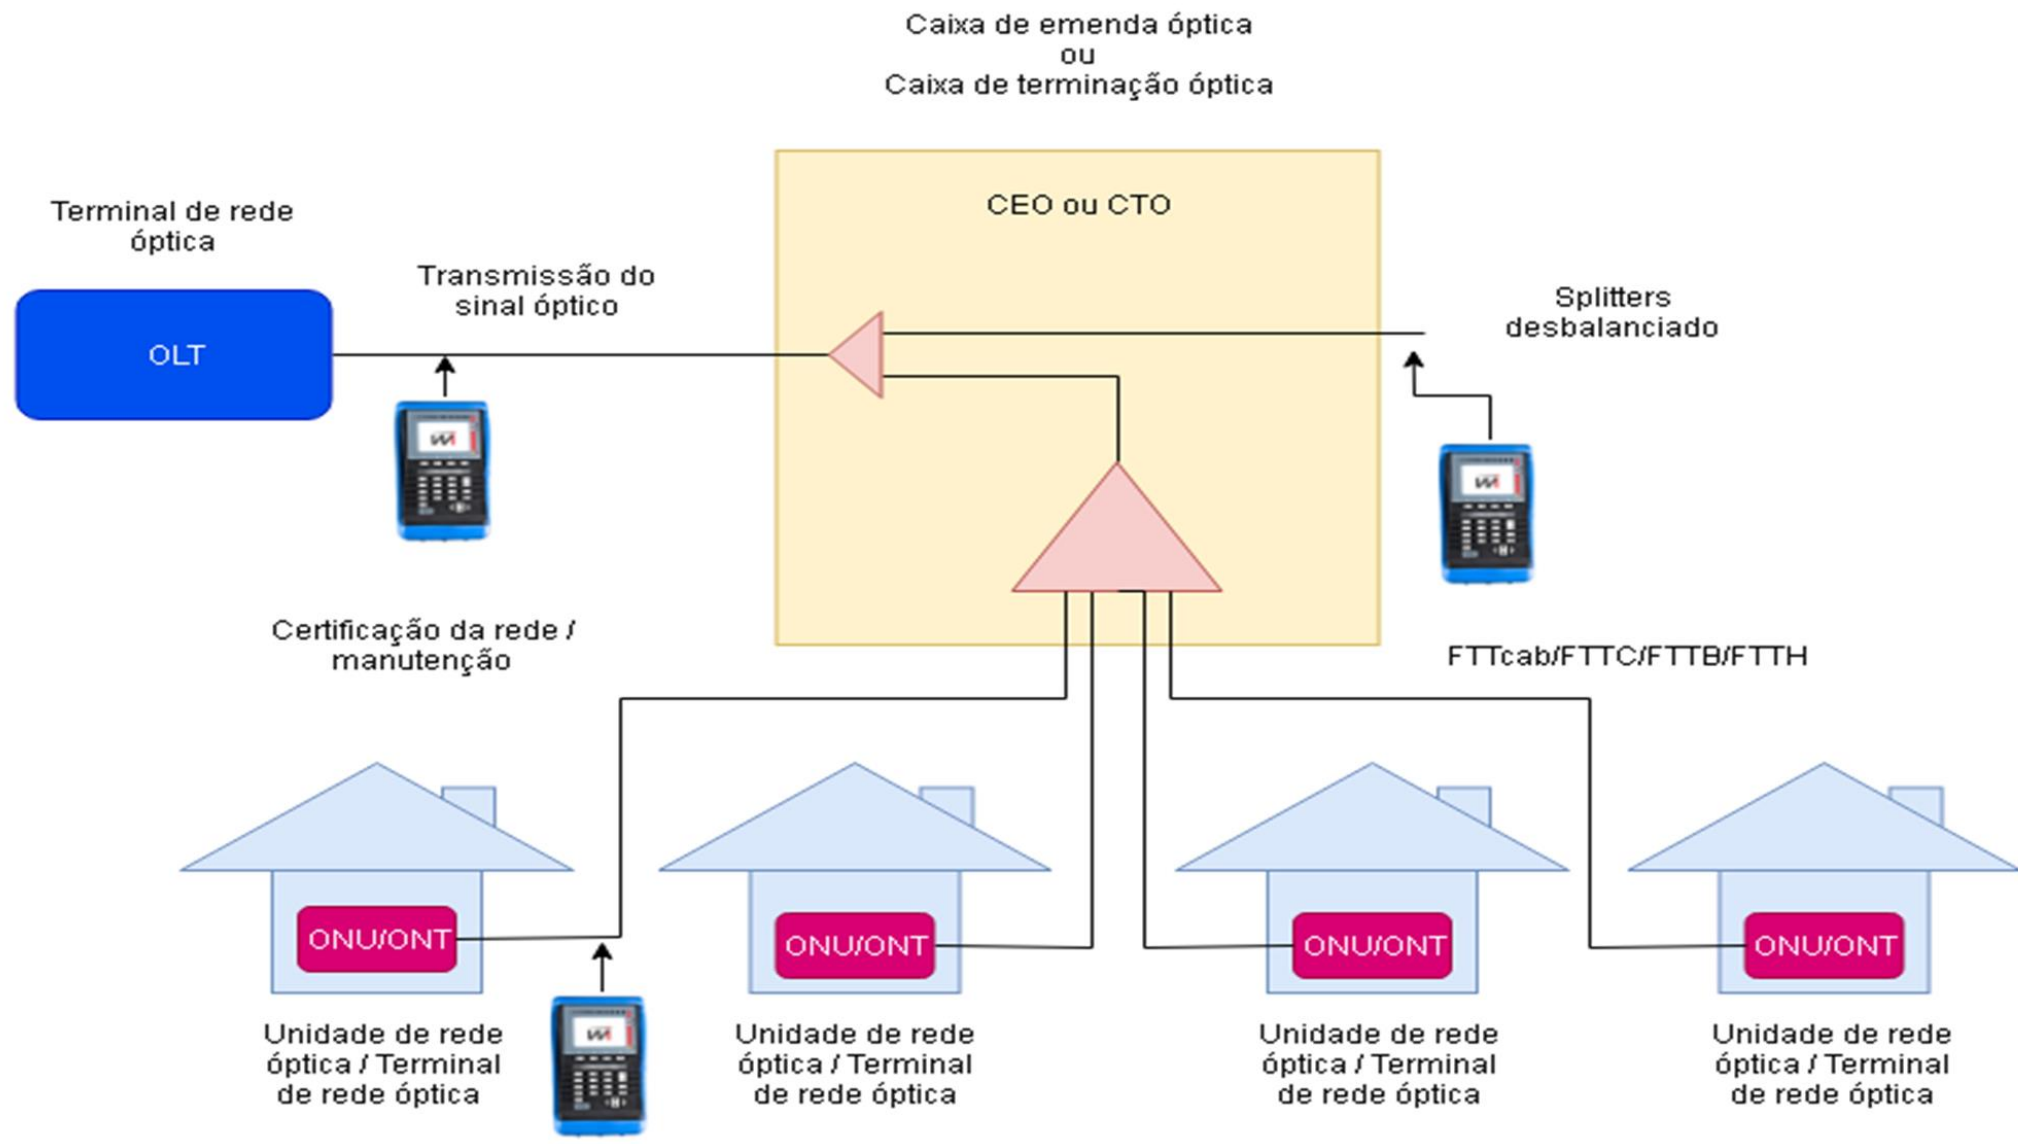 Caixa de emenda óptica
ou
Caixa de terminação óptica
CEO ou CTO
Terminal de rede
óptica
OLT
Transmissão do
sinal óptico
Splitters
desbalanciado
Certificação da rede /
manutenção
FTTcab/FTTC/FTTB/FTTH
ONU/ONT
ONU/ONT
ONU/ONT
ONU/ONT
Unidade de rede
óptica / Terminal
de rede óptica
Unidade de rede
óptica / Terminal
de rede óptica
Unidade de rede
óptica / Terminal
de rede óptica
Unidade de rede
óptica / Terminal
de rede óptica